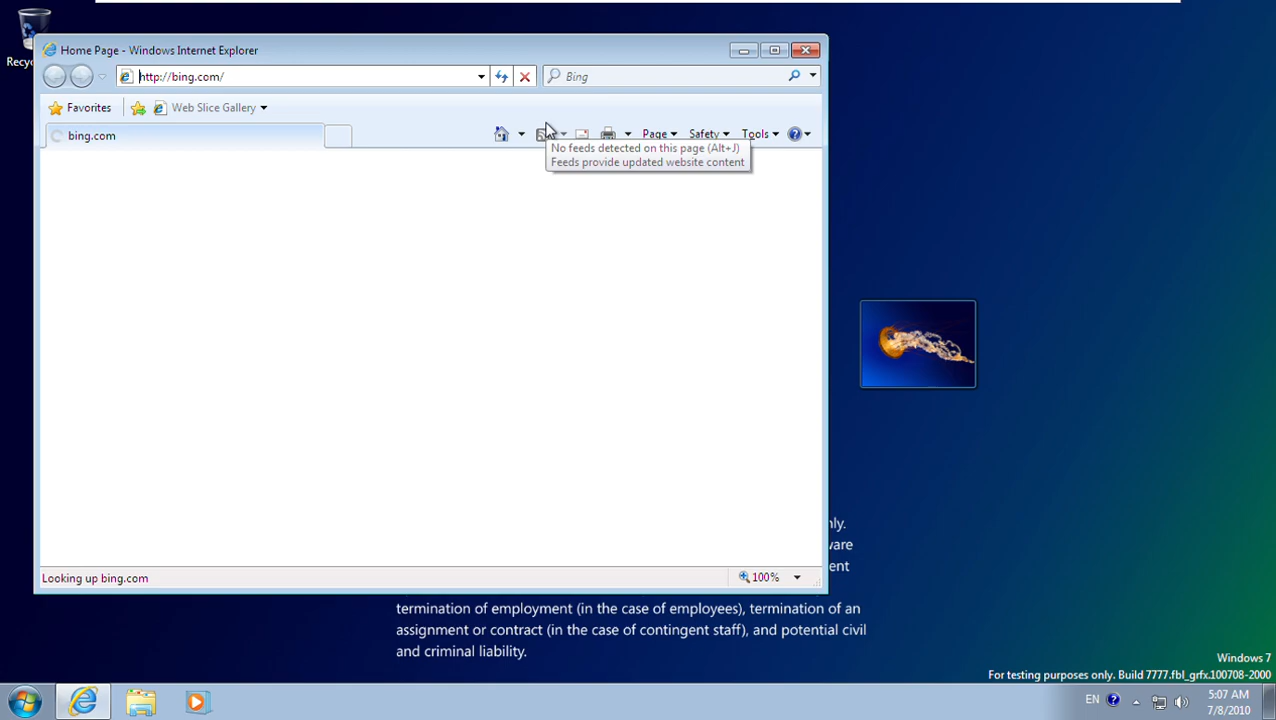 Recyc
Home Page - Windows Internet Explorer
http://bing.com/
Bing
Favorites
Web Slice Gallery
bing.com
Page
Safety
Tools
No feeds detected on this page (Alt+J)
Feeds provide updated website content
nly.
ware
ent
Looking up bing.com
100%
termination of employment (in the case of employees), termination of an
assignment or contract (in the case of contingent staff), and potential civil
and criminal liability.
Windows 7
For testing purposes only. Build 7777.fbl_grfx.100708-2000
EN
5:07 AM
7/8/2010